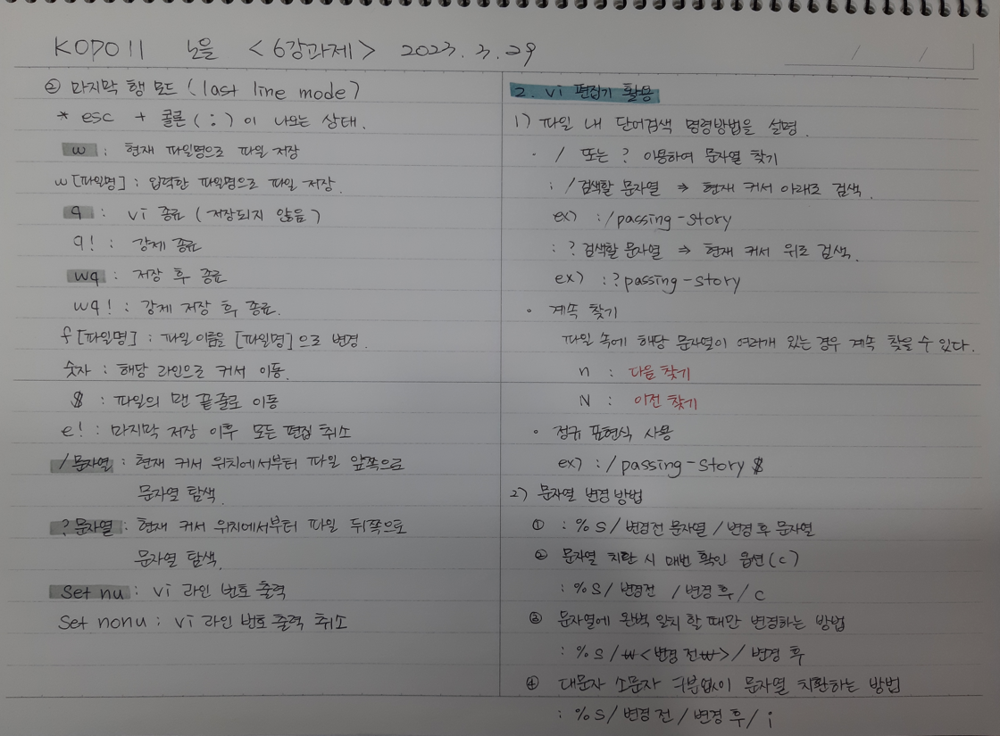 KOPO11 노을 <6강과제> 2023.3.29
② 마지막 행 모드 (last line mode)
* esc + 콜론(:)이 나오는 상태.
w : 현재 파일명으로 파일 저장
w[파일명] : 입력한 파일명으로 파일 저장.
q : vi 종료 (저장되지 않음)
q! : 강제 종료
wq : 저장 후 종료
wq! : 강제 저장 후 종료.
f[파일명] : 파일이름을 [파일명]으로 변경.
숫자 : 해당 라인으로 커서 이동.
$ : 파일의 맨 끝줄로 이동
e! : 마지막 저장 이후 모든 편집 취소
/문자열 : 현재 커서 위치에서부터 파일 앞쪽으로
문자열 탐색.
?문자열 : 현재 커서 위치에서부터 파일 뒤쪽으로
문자열 탐색.
Set nu : vi 라인 번호 출력
Set nonu : vi 라인 번호 출력 취소
2. vi 편집기 활용
1) 파일 내 단어검색 명령방법을 설명.
· / 또는 ? 이용하여 문자열 찾기
: /검색할 문자열 ⇒ 현재 커서 아래로 검색.
ex) :/passing-story
: ?검색할 문자열 ⇒ 현재 커서 위로 검색.
ex) :?passing-story
• 계속 찾기
파일 속에 해당 문자열이 여러개 있는 경우 계속 찾을 수 있다.
n : 다음 찾기
N : 이전 찾기
• 정규 표현식 사용
ex) :/passing-story$
2) 문자열 변경 방법
① : %s/변경전 문자열/변경 후 문자열
② 문자열 치환 시 매번 확인 옵션(c)
: %s/변경전 /변경 후/c
③ 문자열에 완벽 일치 할 때만 변경하는 방법
: %s/₩<변경 전₩>/변경 후
④ 대문자 소문자 구분없이 문자열 치환하는 방법
: %s/변경 전/변경 후/i